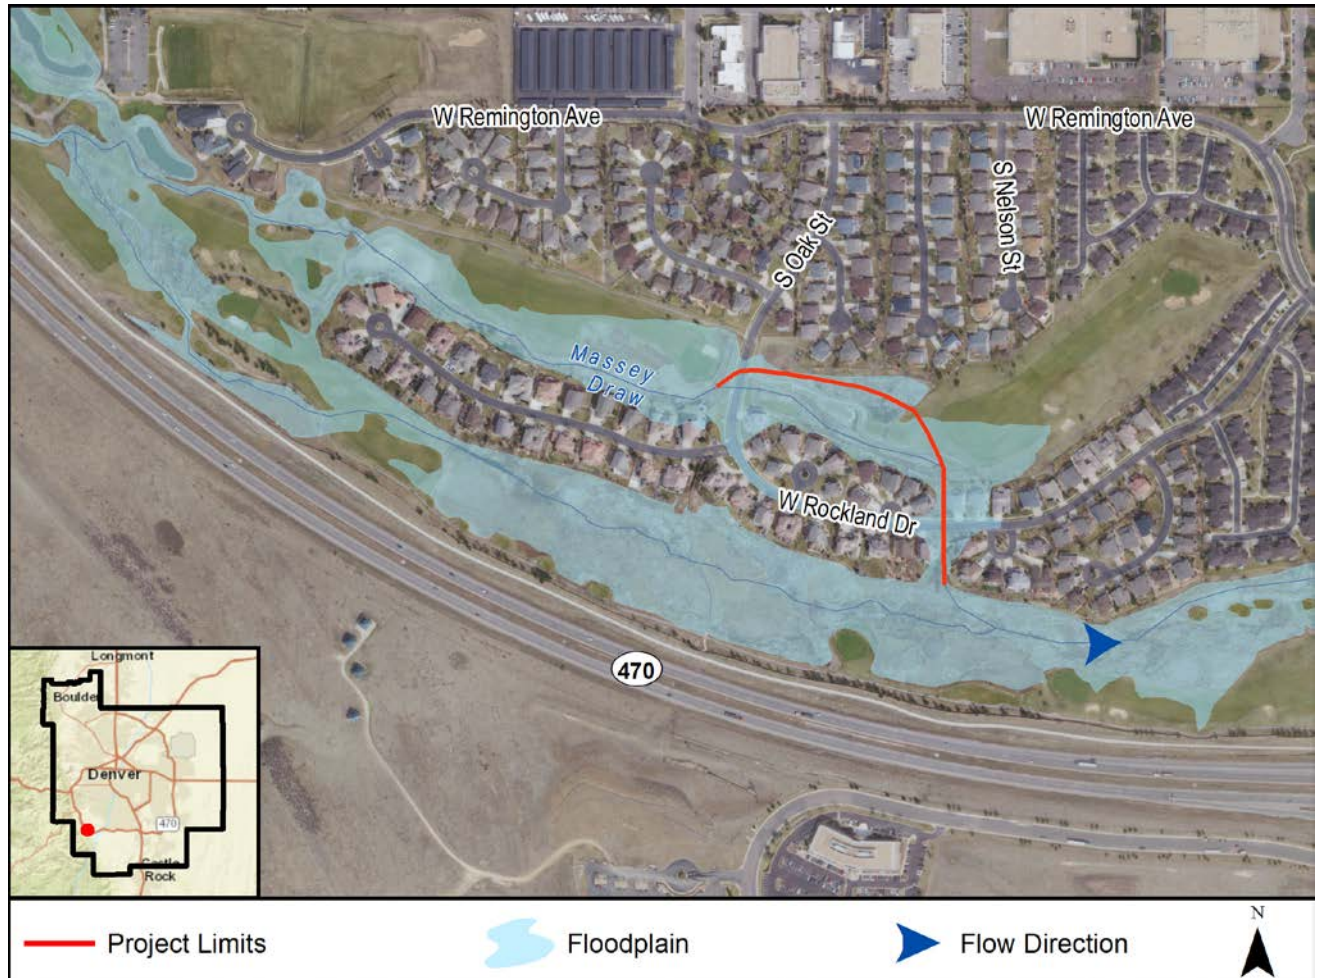 W Remington Ave
W Remington Ave
S Oak St
S Nelson St
Massey
Draw
W Rockland Dr
470
Longmont
Boulder
Denver
470
Castle
Rock
Project Limits
Floodplain
Flow Direction
N